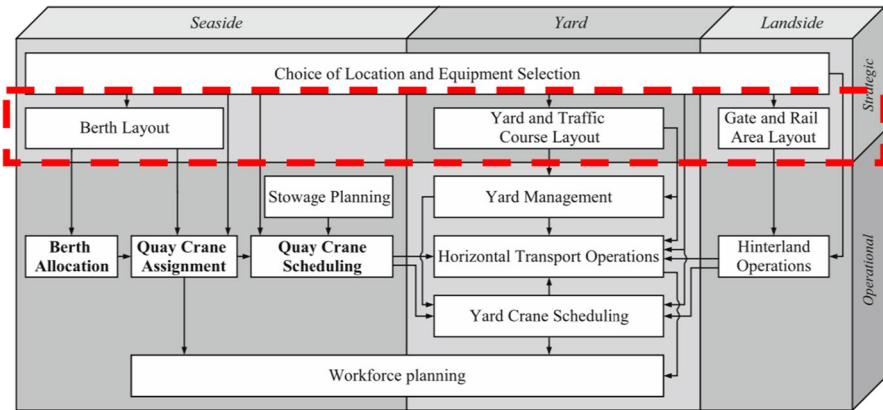 Seaside
Yard
Landside
Choice of Location and Equipment Selection
Strategic
Berth Layout
Yard and Traffic
Course Layout
Gate and Rail
Area Layout
Stowage Planning
Yard Management
Berth
Allocation
Quay Crane
Assignment
Quay Crane
Scheduling
Horizontal Transport Operations
Hinterland
Operations
Operational
Yard Crane Scheduling
Workforce planning